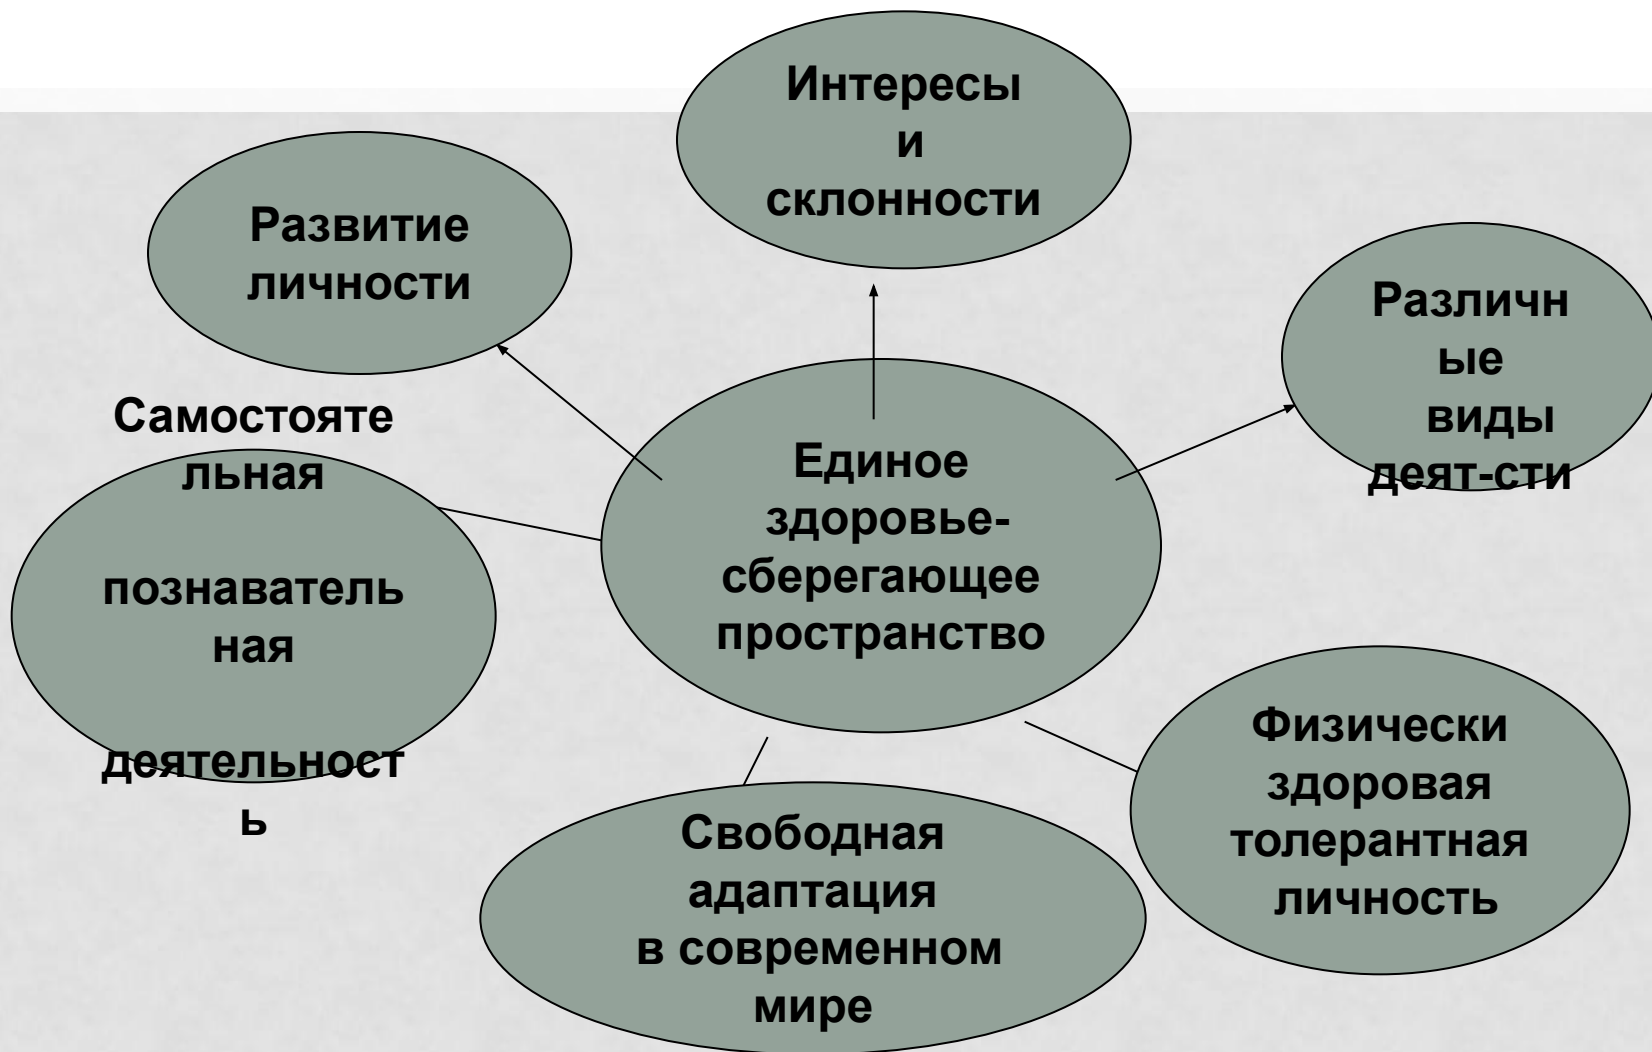 Интересы
и
склонности
Развитие
личности
Различн
ые
виды
деят-сти
Самостояте
льная
познаватель
ная
деятельност
ь
Единое
здоровье-
сберегающее
пространство
Физически
здоровая
толерантная
личность
Свободная
адаптация
в современном
мире